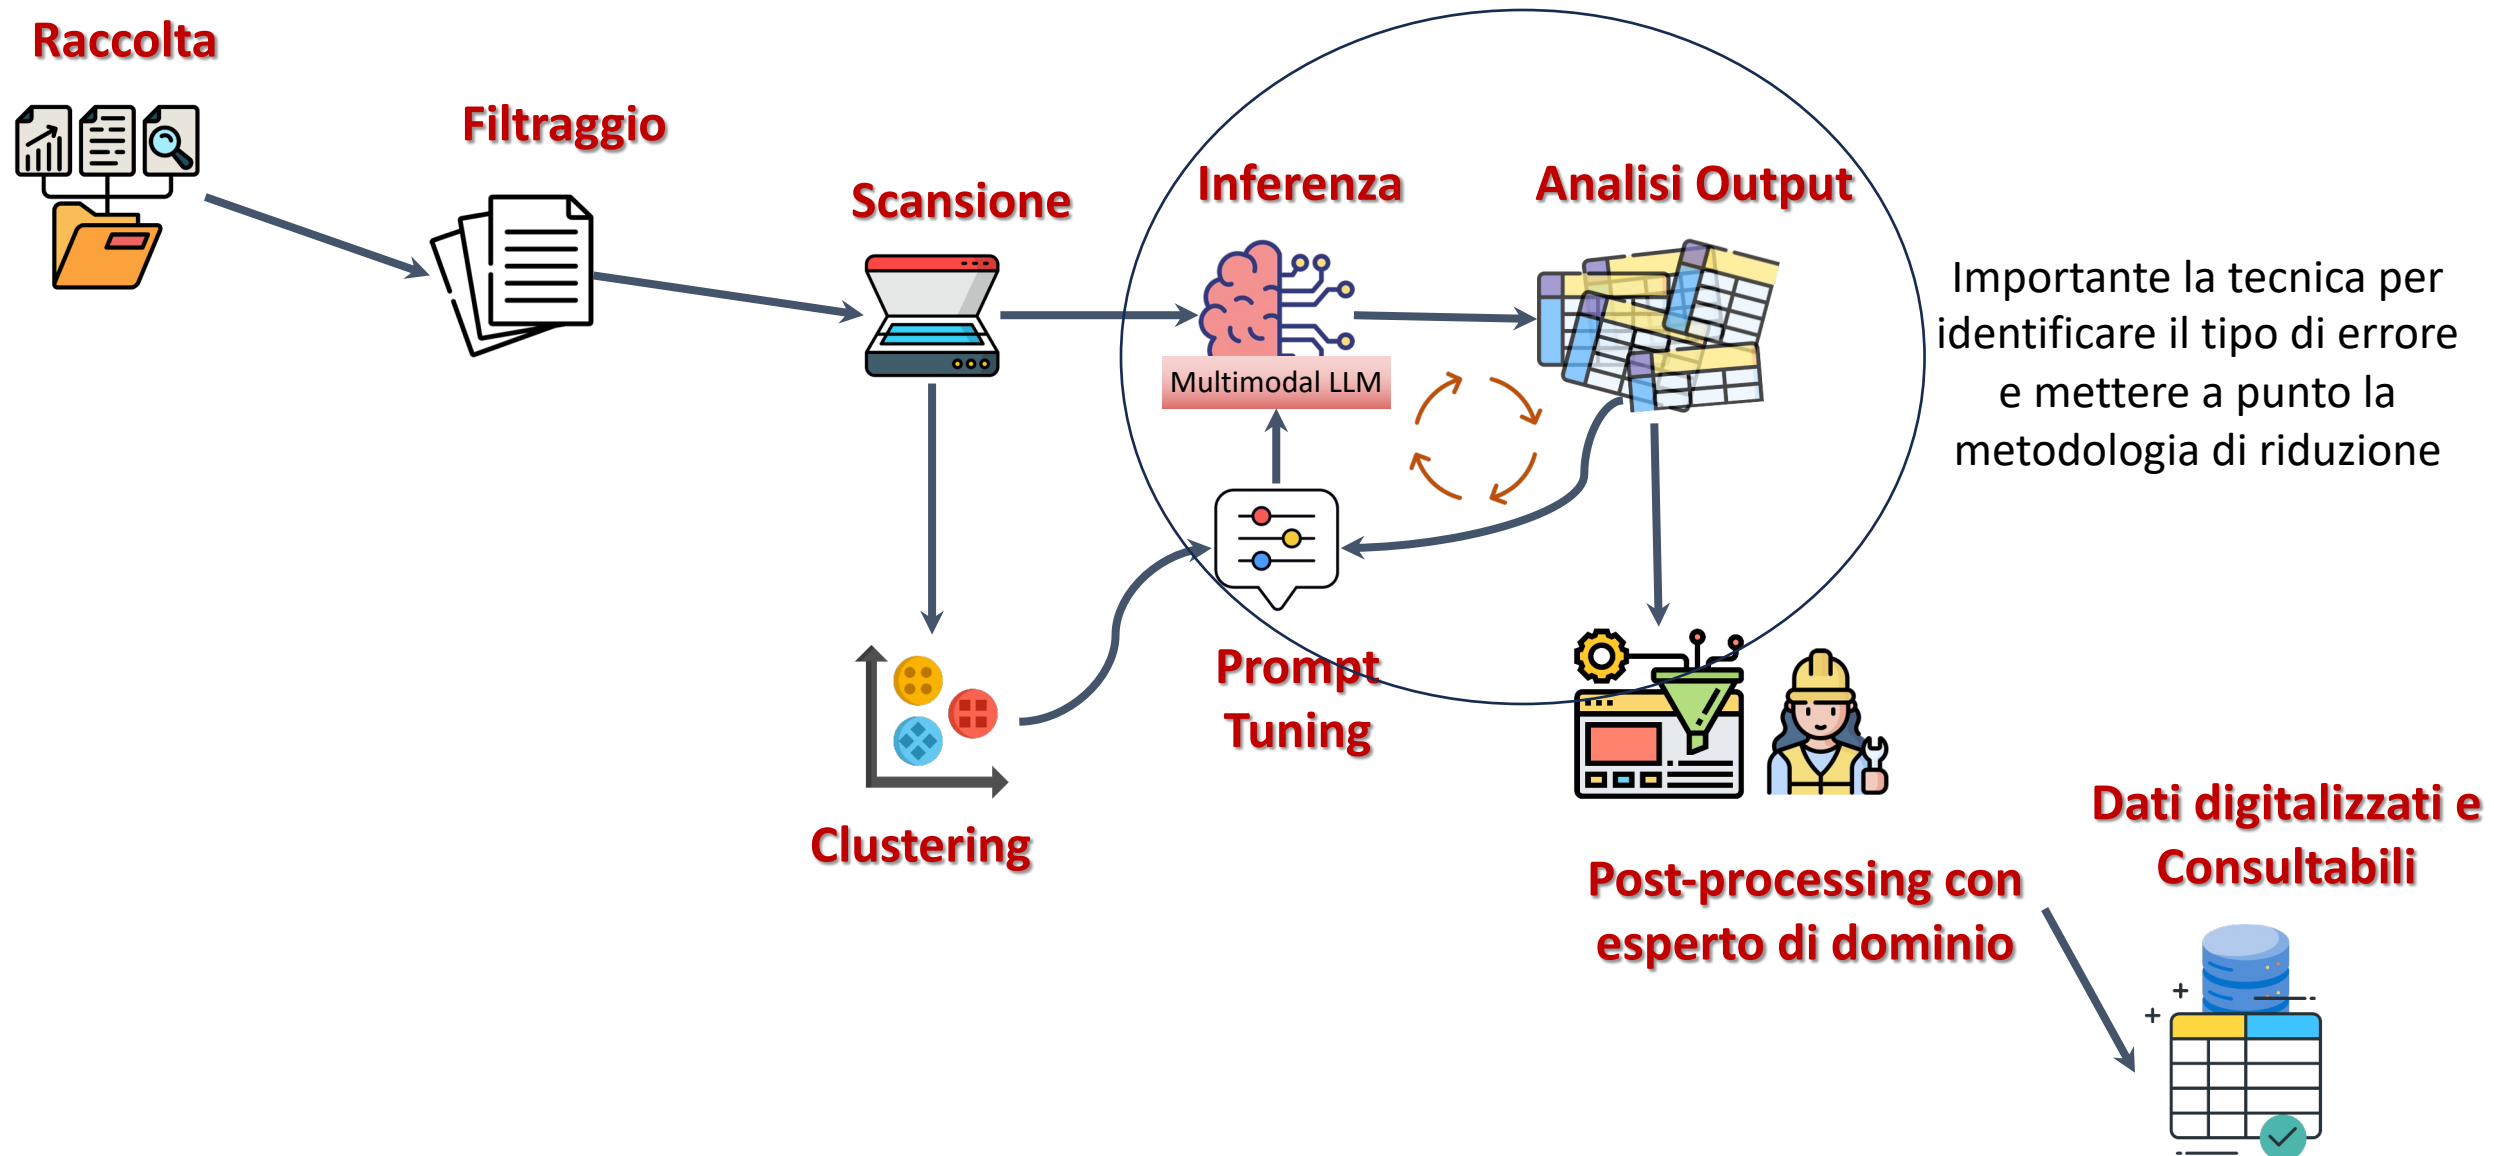 Raccolta
Filtraggio
Scansione
Inferenza
Analisi Output
Multimodal LLM
Importante la tecnica per
identificare il tipo di errore
e mettere a punto la
metodologia di riduzione
Prompt
Tuning
Clustering
Post-processing con
esperto di dominio
Dati digitalizzati e
Consultabili